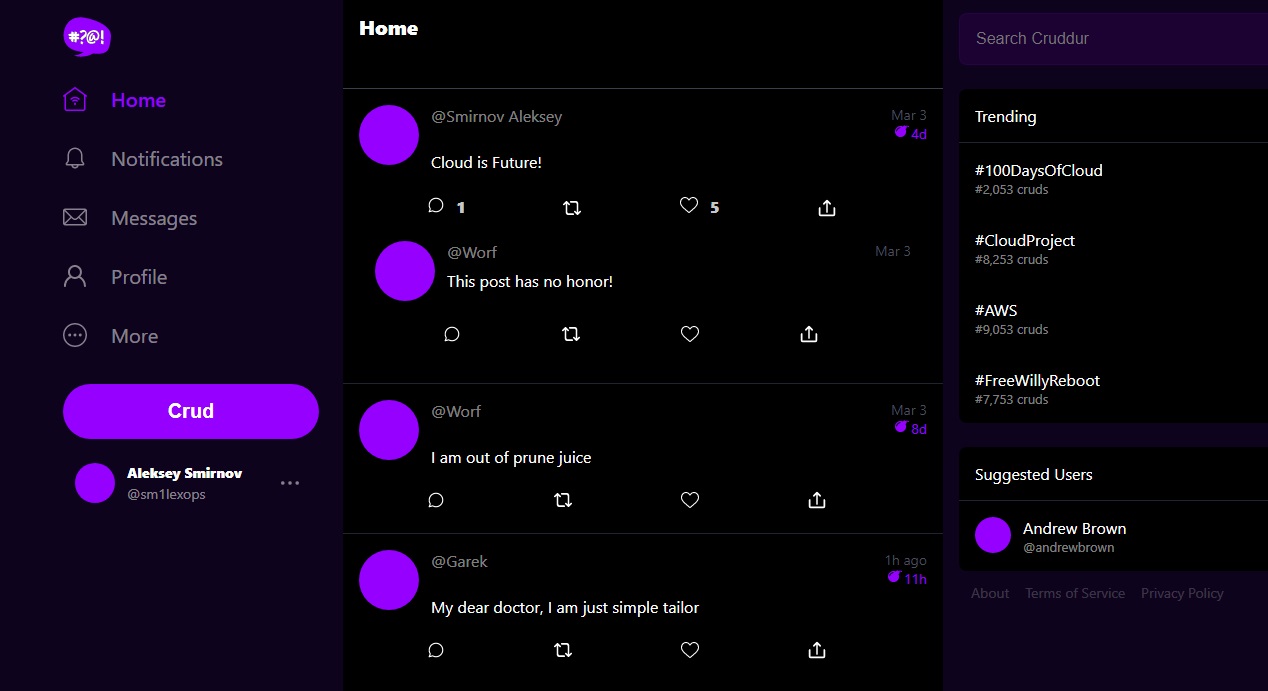 #?@!
Home
Notifications
Messages
Profile
More
Crud
Aleksey Smirnov
@sm1lexops
Home
@Smirnov Aleksey
Mar 3
4d
Cloud is Future!
1
5
@Worf
Mar 3
This post has no honor!
@Worf
Mar 3
8d
I am out of prune juice
@Garek
1h ago
11h
My dear doctor, I am just simple tailor
Search Cruddur
Trending
#100DaysOfCloud
#2,053 cruds
#CloudProject
#8,253 cruds
#AWS
#9,053 cruds
#FreeWillyReboot
#7,753 cruds
Suggested Users
Andrew Brown
@andrewbrown
About Terms of Service Privacy Policy